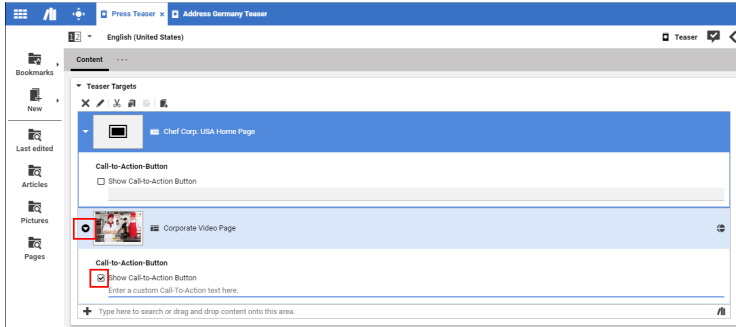 Press Teaser ×
Address Germany Teaser
1 2
English (United States)
Teaser
Bookmarks
New
Last edited
Articles
Pictures
Pages
Content ...
Teaser Targets
Chef Corp. USA Home Page
Call-to-Action-Button
Show Call-to-Action Button
Corporate Video Page
Call-to-Action-Button
Show Call-to-Action Button
Enter a custom Call-To-Action text here.
Type here to search or drag and drop content onto this area.